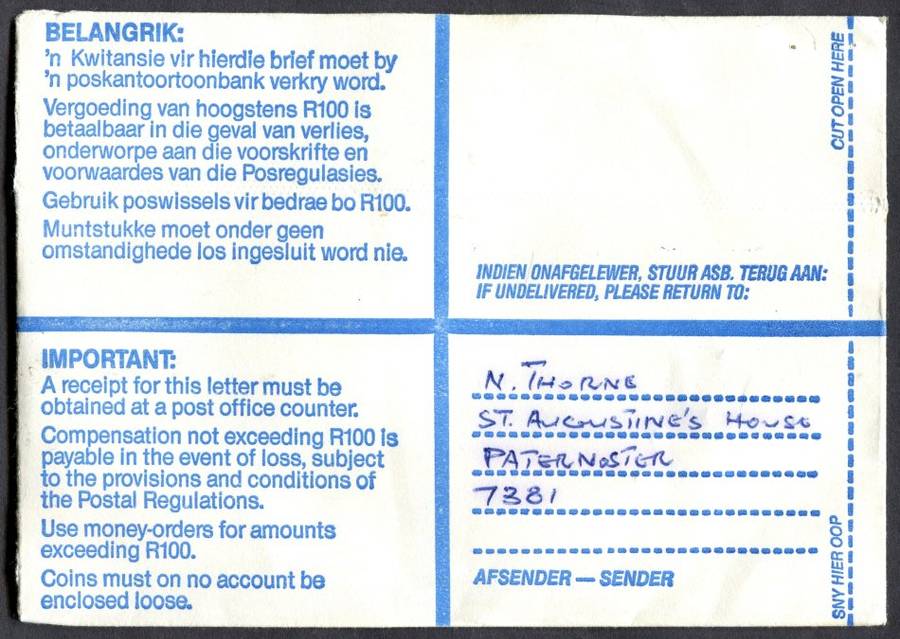 BELANGRIK:
'n Kwitansie vir hierdie brief moet by
'n poskantoortoonbank verkry word.
Vergoeding van hoogstens R100 is
betaalbaar in die geval van verlies,
onderworpe aan die voorskrifte en
voorwaardes van die Posregulasies.
Gebruik poswissels vir bedrae bo R100.
Muntstukke moet onder geen
omstandighede los ingesluit word nie.
IMPORTANT:
A receipt for this letter must be
obtained at a post office counter.
Compensation not exceeding R100 is
payable in the event of loss, subject
to the provisions and conditions of
the Postal Regulations.
Use money-orders for amounts
exceeding R100.
Coins must on no account be
enclosed loose.
INDIEN ONAFGELEWER, STUUR ASB. TERUG AAN:
IF UNDELIVERED, PLEASE RETURN TO:
N. THORNE
ST. AUGUSTINE'S HOUSE
PATERNOSTER
7381
AFSENDER — SENDER
CUT OPEN HERE
SNY HIER OOP